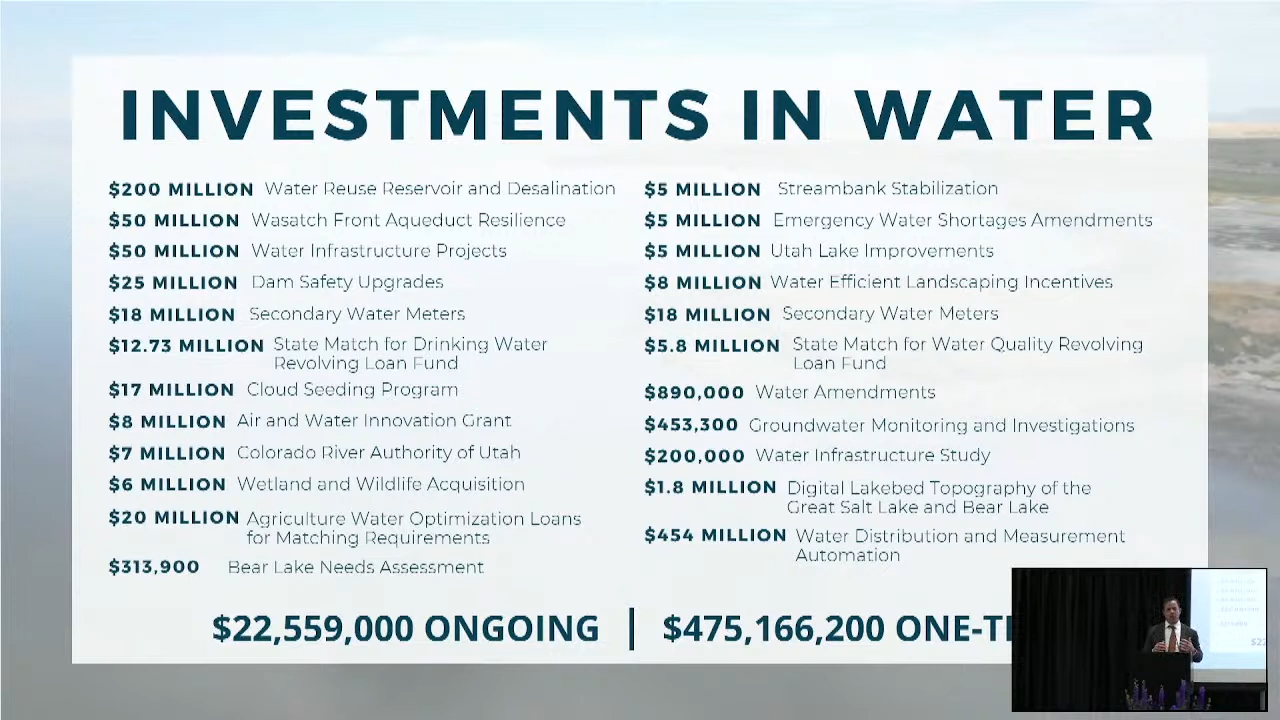 INVESTMENTS IN WATER
$200 MILLION Water Reuse Reservoir and Desalination
$50 MILLION Wasatch Front Aqueduct Resilience
$50 MILLION Water Infrastructure Projects
$25 MILLION Dam Safety Upgrades
$18 MILLION Secondary Water Meters
$12.73 MILLION State Match for Drinking Water
Revolving Loan Fund
$17 MILLION Cloud Seeding Program
$8 MILLION Air and Water Innovation Grant
$7 MILLION Colorado River Authority of Utah
$6 MILLION Wetland and Wildlife Acquisition
$20 MILLION Agriculture Water Optimization Loans
for Matching Requirements
$313,900 Bear Lake Needs Assessment
$5 MILLION Streambank Stabilization
$5 MILLION Emergency Water Shortages Amendments
$5 MILLION Utah Lake Improvements
$8 MILLION Water Efficient Landscaping Incentives
$18 MILLION Secondary Water Meters
$5.8 MILLION State Match for Water Quality Revolving
Loan Fund
$890,000 Water Amendments
$453,300 Groundwater Monitoring and Investigations
$200,000 Water Infrastructure Study
$1.8 MILLION Digital Lakebed Topography of the
Great Salt Lake and Bear Lake
$454 MILLION Water Distribution and Measurement
Automation
$22,559,000 ONGOING | $475,166,200